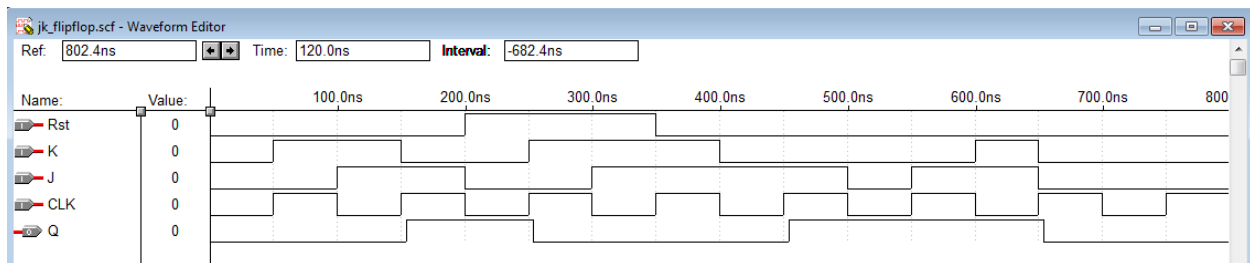 jk_flipflop.scf - Waveform Editor
Ref: 802.4ns Time: 120.0ns Interval: -682.4ns
Name: Value: 100.0ns 200.0ns 300.0ns 400.0ns 500.0ns 600.0ns 700.0ns 800
Rst 0
K 0
J 0
CLK 0
Q 0